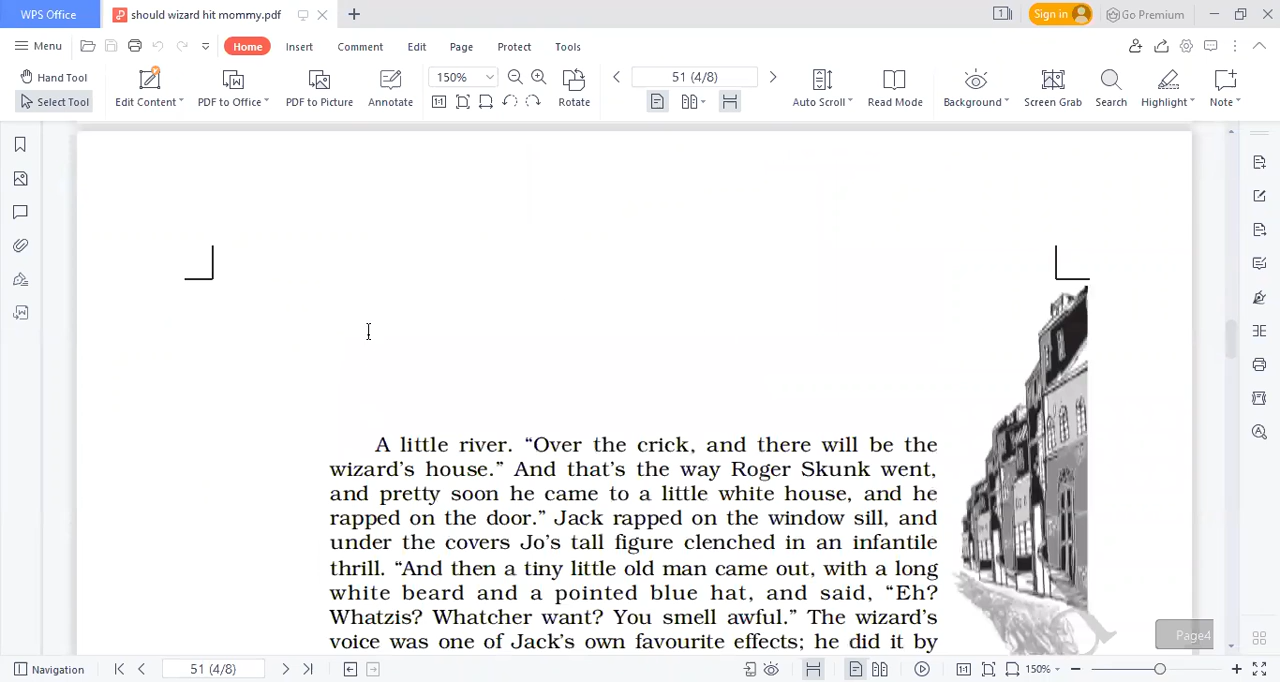 WPS Office
should wizard hit mommy.pdf
1
Sign in
Go Premium
Menu
Home
Insert
Comment
Edit
Page
Protect
Tools
Hand Tool
Select Tool
Edit Content
PDF to Office
PDF to Picture
Annotate
150%
Rotate
51 (4/8)
Auto Scroll
Read Mode
Background
Screen Grab
Search
Highlight
Note
A little river. “Over the crick, and there will be the
wizard’s house.” And that’s the way Roger Skunk went,
and pretty soon he came to a little white house, and he
rapped on the door.” Jack rapped on the window sill, and
under the covers Jo’s tall figure clenched in an infantile
thrill. “And then a tiny little old man came out, with a long
white beard and a pointed blue hat, and said, “Eh?
Whatzis? Whatcher want? You smell awful.” The wizard’s
voice was one of Jack’s own favourite effects; he did it by
Page4
Navigation
51 (4/8)
150%